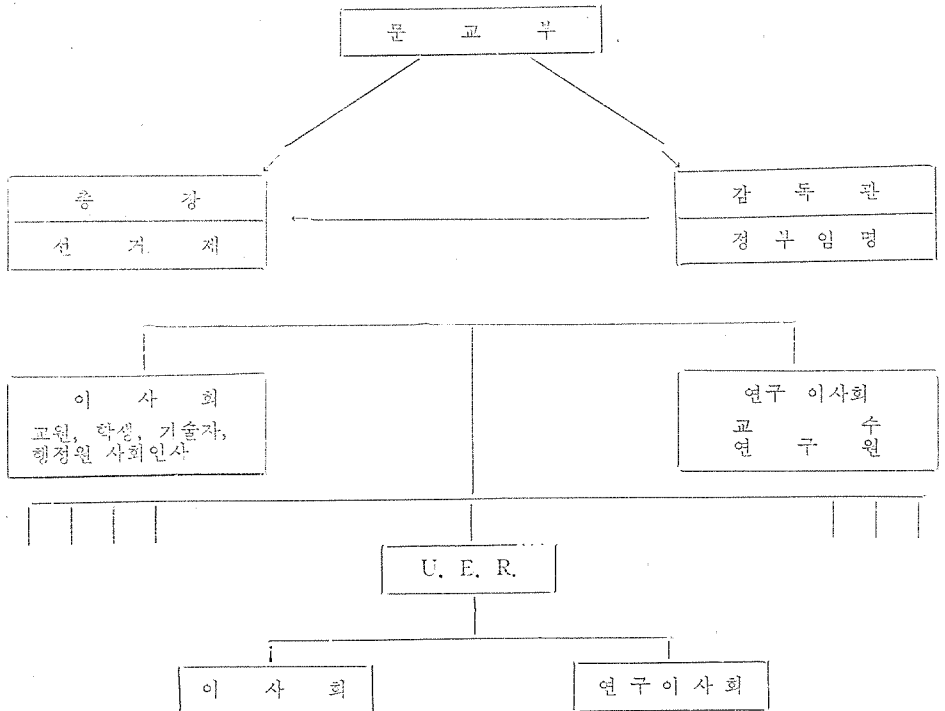 문 교 부
총 장
선 거 제
감 독 관
정 부 임 명
이 사 회
교원, 학생, 기술자,
행정원 사회인사
연구 이사회
교 수
연 구 원
U. E. R.
이 사 회
연 구 이 사 회